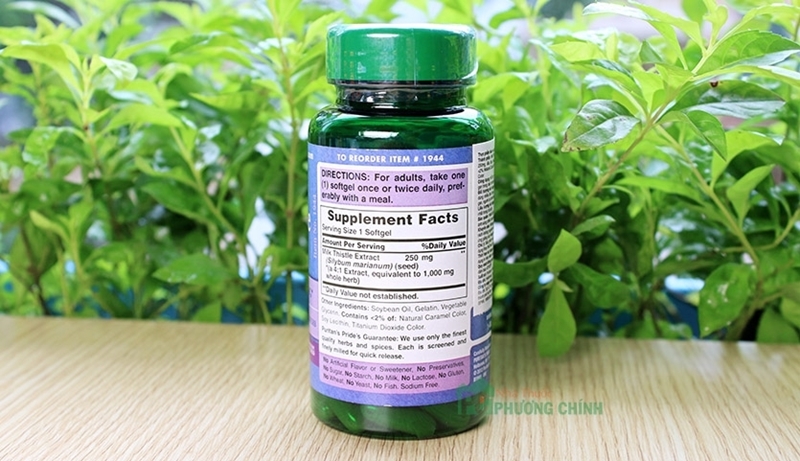 TO REORDER ITEM # 1944
DIRECTIONS: For adults, take one
(1) softgel once or twice daily, pref-
erably with a meal.
Supplement Facts
Serving Size 1 Softgel
Amount Per Serving %Daily Value
Milk Thistle Extract 250 mg **
(Silybum marianum) (seed)
(a 4:1 Extract, equivalent to 1,000 mg
whole herb)
**Daily Value not established.
Other Ingredients: Soybean Oil, Gelatin, Vegetable
Glycerin, Contains <2% of: Natural Caramel Color,
Soy Lecithin, Titanium Dioxide Color.
Puritan's Pride's Guarantee: We use only the finest
quality herbs and spices. Each is screened and
finely milled for quick release.
No Artificial Flavor or Sweetener, No Preservatives,
No Sugar, No Starch, No Milk, No Lactose, No Gluten,
No Wheat, No Yeast, No Fish. Sodium Free.
PHƯƠNG CHÍNH